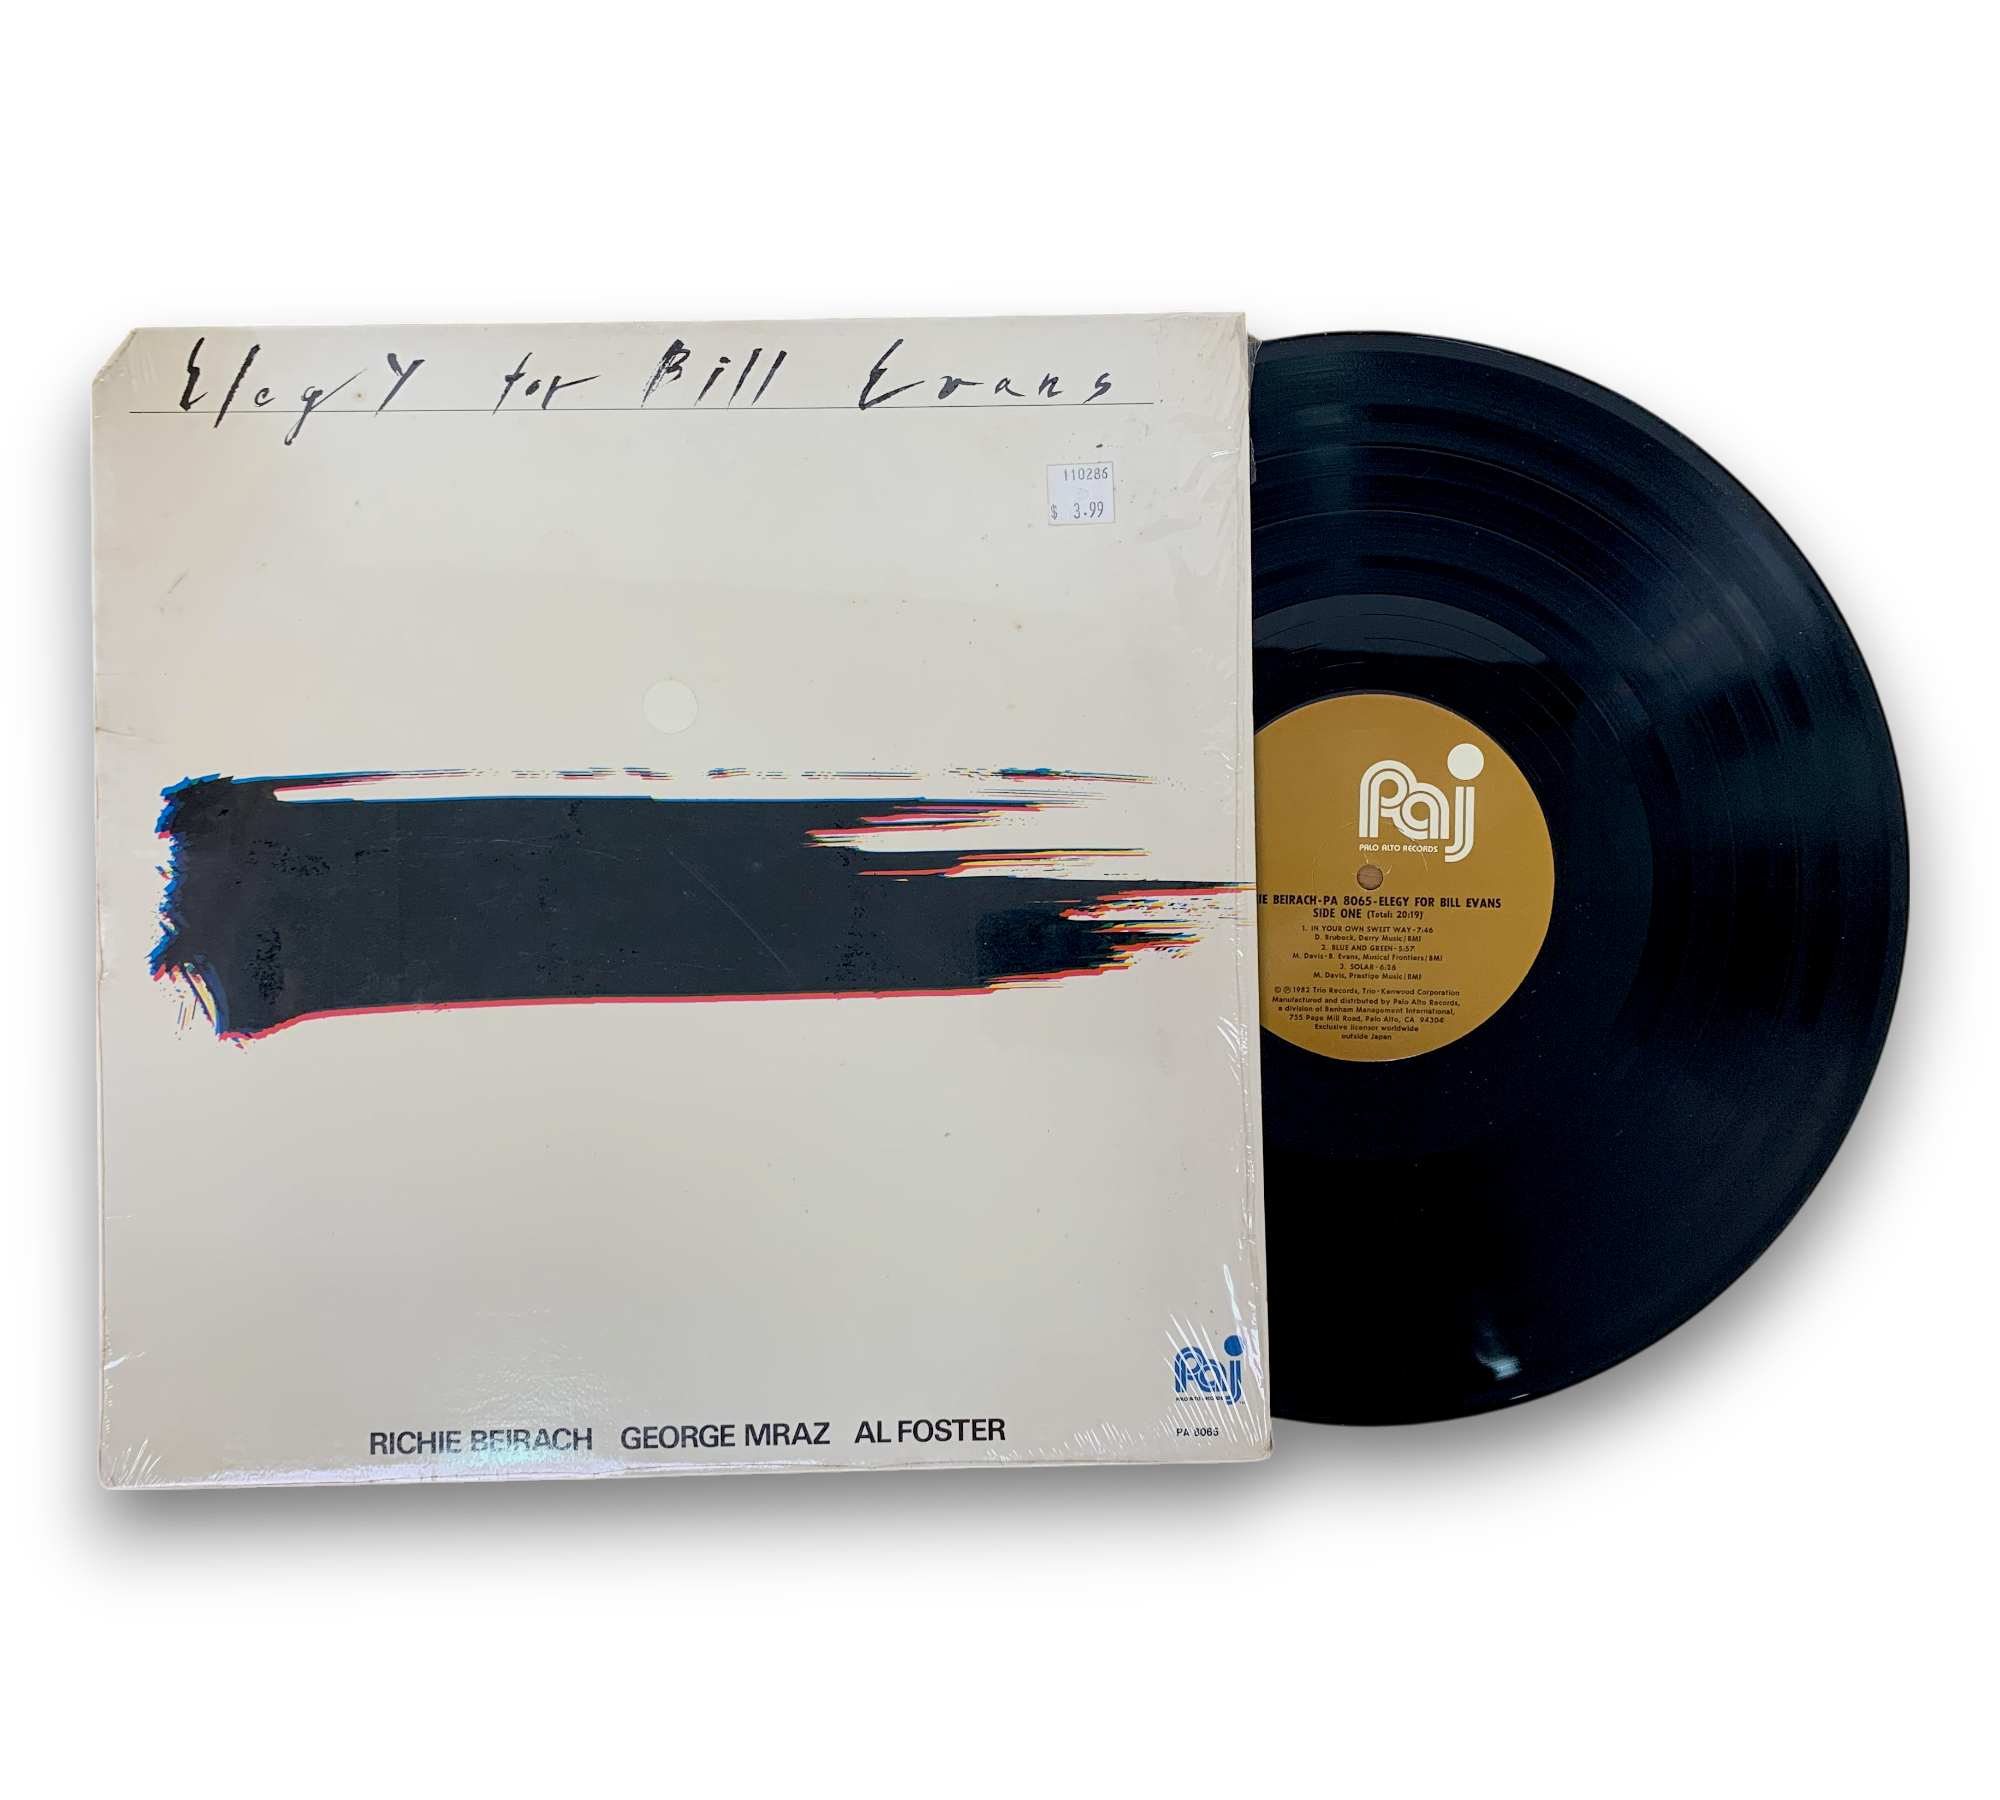 Elegy for Bill Evans
110286
$ 3.99
Paj
PALO ALTO RECORDS
IE BEIRACH-PA 8065-ELEGY FOR BILL EVANS
SIDE ONE (Total: 20:19)
1. IN YOUR OWN SWEET WAY-7:46
D. Brubeck, Derry Music/BMI
2. BLUE AND GREEN-5:57
M. Davis-B. Evans, Musical Frontiers/BMI
3. SOLAR-6:26
M. Davis, Prestige Music/BMI
© ℗ 1982 Trio Records, Trio-Kenwood Corporation
Manufactured and distrbuted by Palo Alto Records,
a division of Benham Management International,
755 Page Mill Road, Palo Alto, CA 94304
Exclusive licensor worldwide
outside Japan
Paj
PALO ALTO RECORDS
RICHIE BEIRACH GEORGE MRAZ AL FOSTER
PA 8065